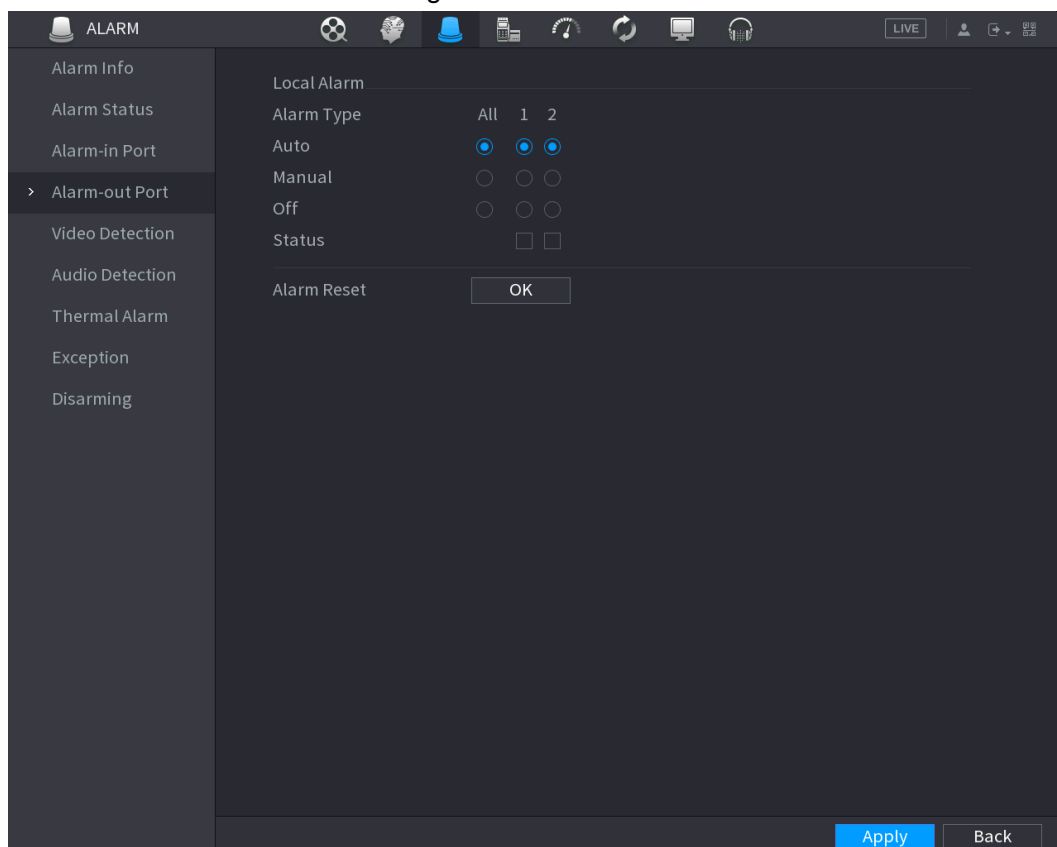 ALARM
LIVE
Alarm Info
Alarm Status
Alarm-in Port
Alarm-out Port
Video Detection
Audio Detection
Thermal Alarm
Exception
Disarming
Local Alarm
Alarm Type All 1 2
Auto
Manual
Off
Status
Alarm Reset OK
Apply Back